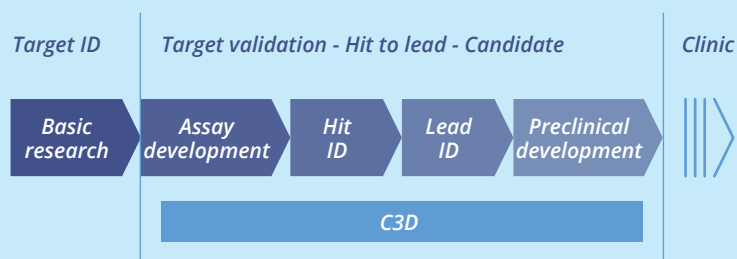 Target ID
Target validation - Hit to lead - Candidate
Clinic
Basic
research
Assay
development
Hit
ID
Lead
ID
Preclinical
development
C3D